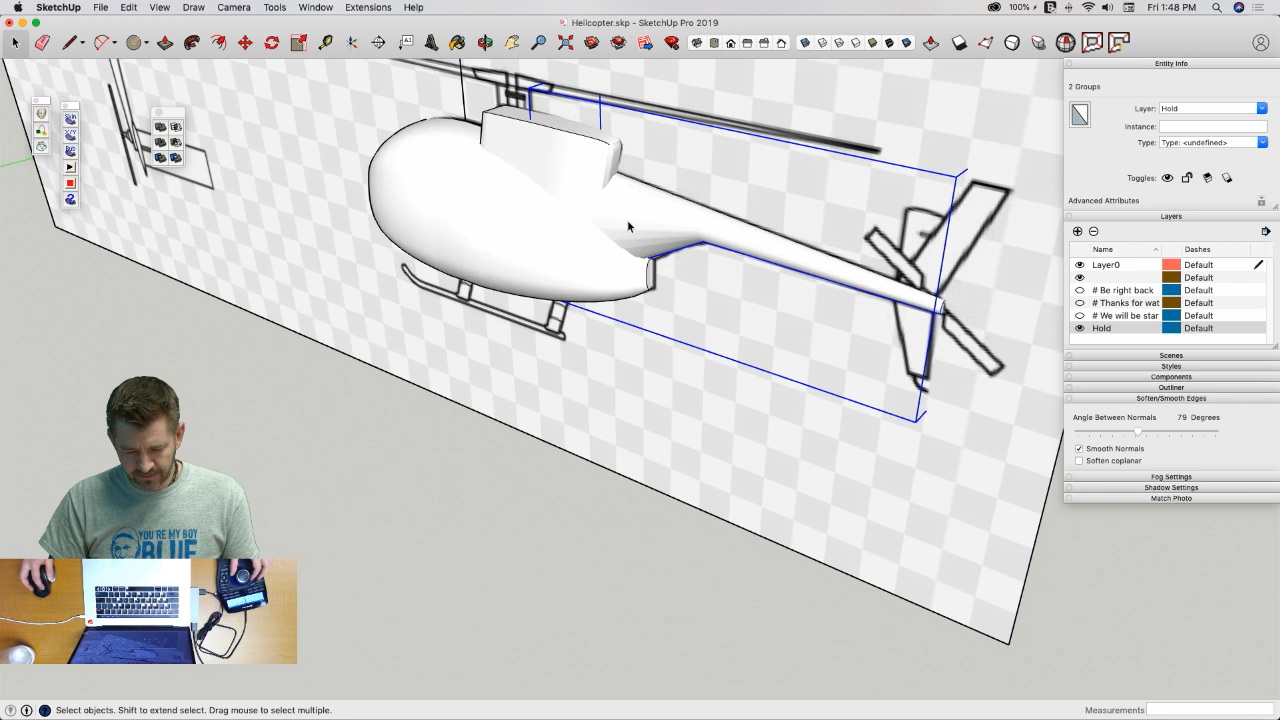 SketchUp File Edit View Draw Camera Tools Window Extensions Help
100% Fri 1:48 PM
Helicopter.skp - SketchUp Pro 2019
A1
Entity Info
2 Groups
Layer: Hold
Instance:
Type: Type: <undefined>
Toggles:
Advanced Attributes
Layers
Name Dashes
Layer0 Default
Default
# Be right back Default
# Thanks for wat Default
# We will be star Default
Hold Default
Scenes
Styles
Components
Outliner
Soften/Smooth Edges
Angle Between Normals 79 Degrees
Smooth Normals
Soften coplanar
Fog Settings
Shadow Settings
Match Photo
YOU'RE MY BOY
BLUE
Select objects. Shift to extend select. Drag mouse to select multiple.
Measurements